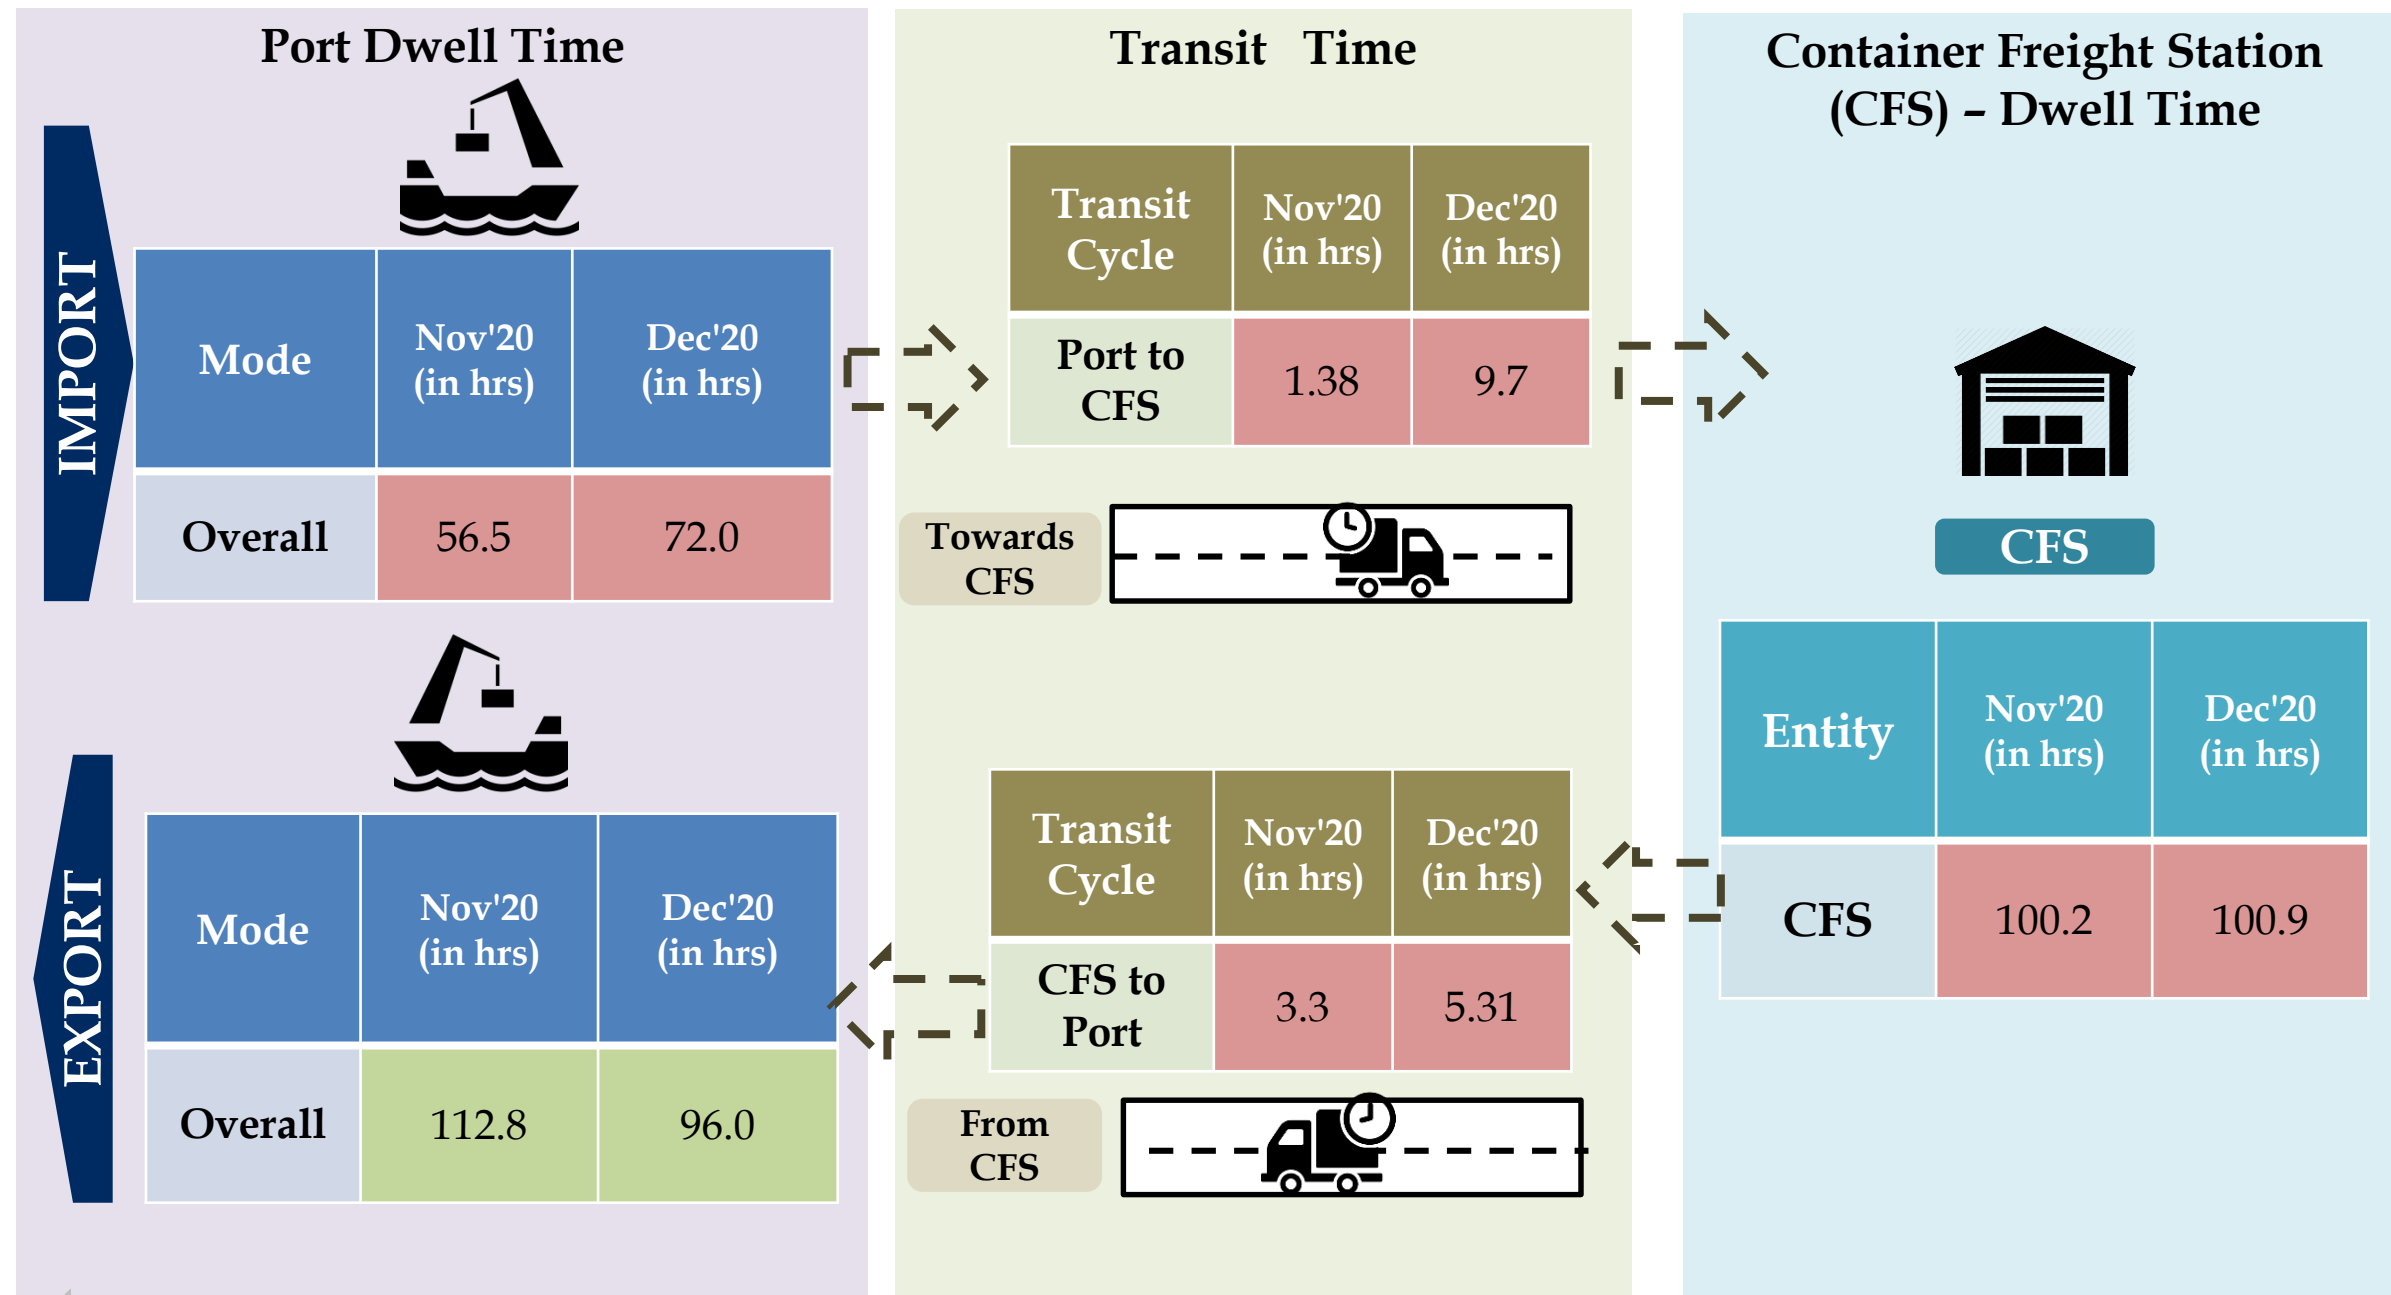 Port Dwell Time
IMPORT
Mode Nov'20 (in hrs) Dec'20 (in hrs)
Overall 56.5 72.0
EXPORT
Mode Nov'20 (in hrs) Dec'20 (in hrs)
Overall 112.8 96.0
Transit Time
Transit Cycle Nov'20 (in hrs) Dec'20 (in hrs)
Port to CFS 1.38 9.7
Towards
CFS
Transit Cycle Nov'20 (in hrs) Dec'20 (in hrs)
CFS to Port 3.3 5.31
From
CFS
Container Freight Station
(CFS) – Dwell Time
CFS
Entity Nov'20 (in hrs) Dec'20 (in hrs)
CFS 100.2 100.9